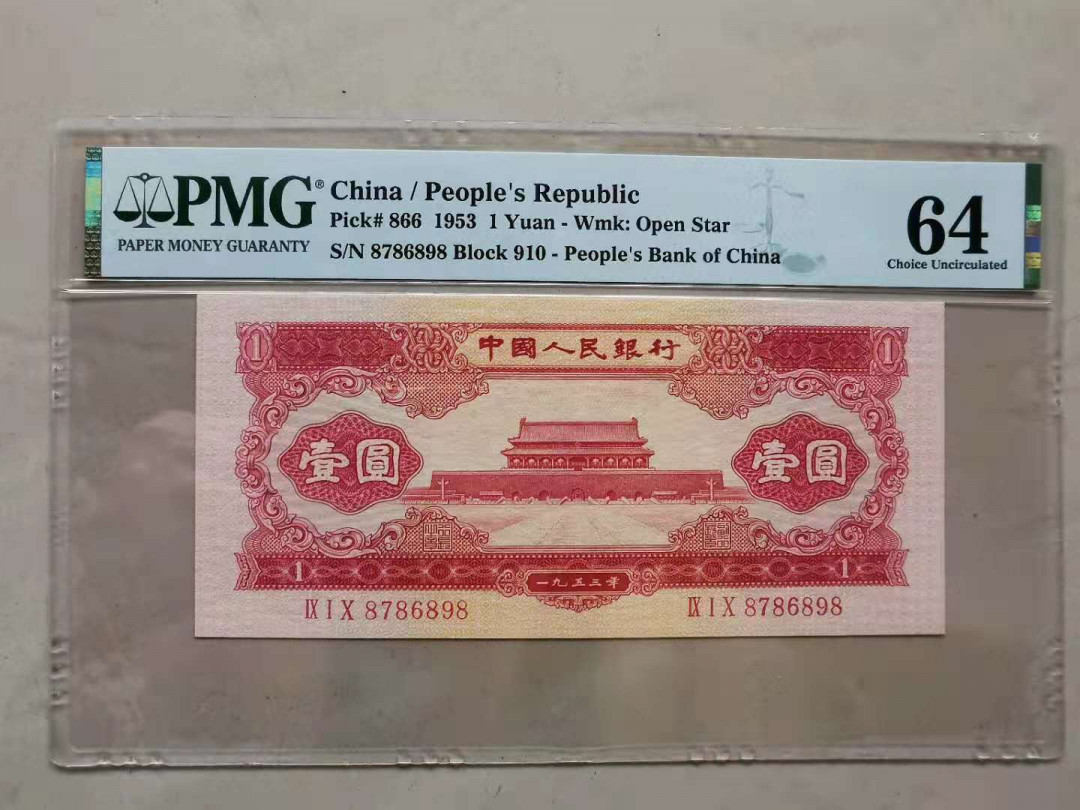 PMG®
PAPER MONEY GUARANTY
China / People's Republic
Pick# 866 1953 1 Yuan - Wmk: Open Star
S/N 8786898 Block 910 - People's Bank of China
64
Choice Uncirculated
1 中國人民銀行 1
壹圓 壹圓
1 1
一九五三年
IX I X 8786898 IX I X 8786898